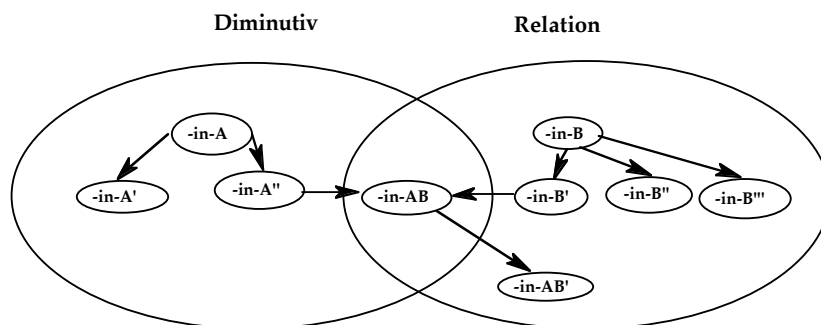 Diminutiv Relation
-in-A -in-B
-in-A' -in-A'' -in-AB -in-B' -in-B'' -in-B'''
-in-AB'